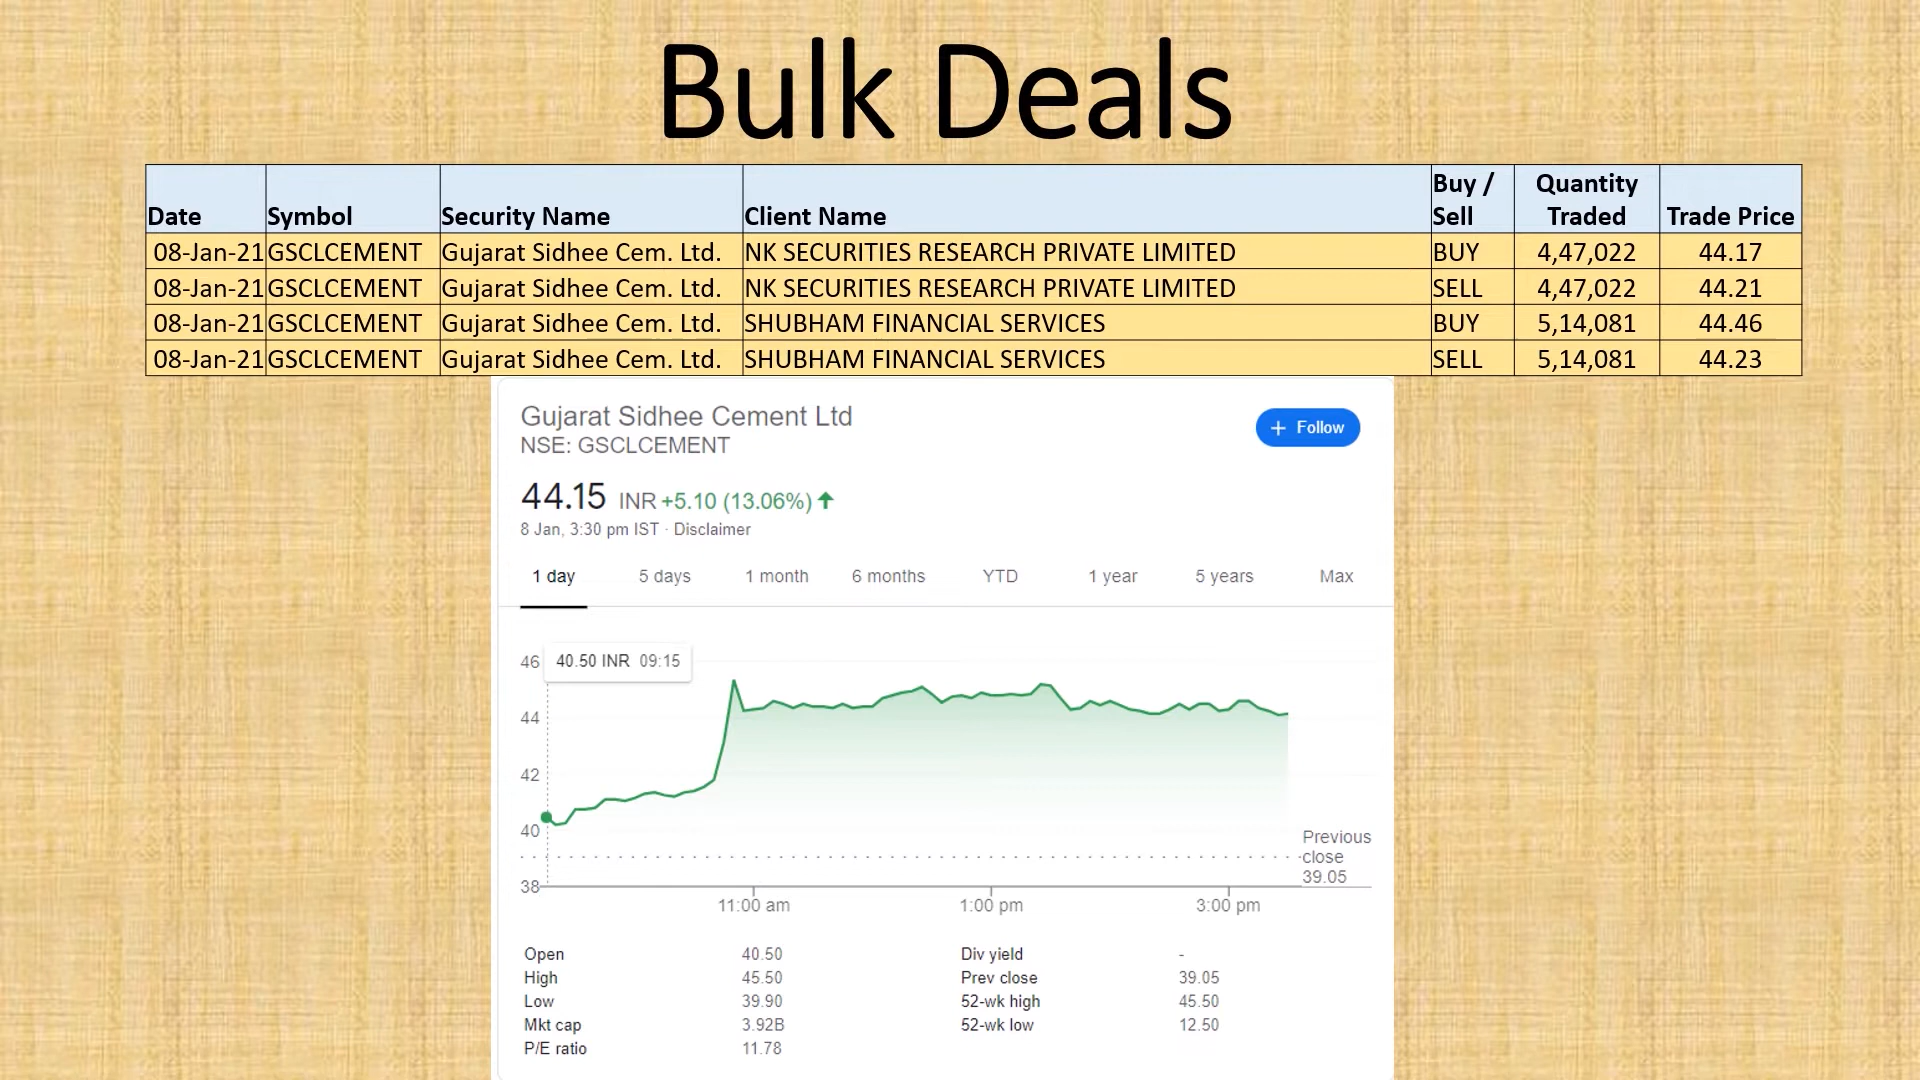 Bulk Deals
Date Symbol Security Name Client Name Buy / Sell Quantity Traded Trade Price
08-Jan-21 GSCLCEMENT Gujarat Sidhee Cem. Ltd. NK SECURITIES RESEARCH PRIVATE LIMITED BUY 4,47,022 44.17
08-Jan-21 GSCLCEMENT Gujarat Sidhee Cem. Ltd. NK SECURITIES RESEARCH PRIVATE LIMITED SELL 4,47,022 44.21
08-Jan-21 GSCLCEMENT Gujarat Sidhee Cem. Ltd. SHUBHAM FINANCIAL SERVICES BUY 5,14,081 44.46
08-Jan-21 GSCLCEMENT Gujarat Sidhee Cem. Ltd. SHUBHAM FINANCIAL SERVICES SELL 5,14,081 44.23
Gujarat Sidhee Cement Ltd
NSE: GSCLCEMENT
+ Follow
44.15 INR +5.10 (13.06%)
8 Jan, 3:30 pm IST · Disclaimer
1 day 5 days 1 month 6 months YTD 1 year 5 years Max
46
40.50 INR 09:15
44
42
40
38
Previous
close
39.05
11:00 am 1:00 pm 3:00 pm
Open 40.50 Div yield -
High 45.50 Prev close 39.05
Low 39.90 52-wk high 45.50
Mkt cap 3.92B 52-wk low 12.50
P/E ratio 11.78